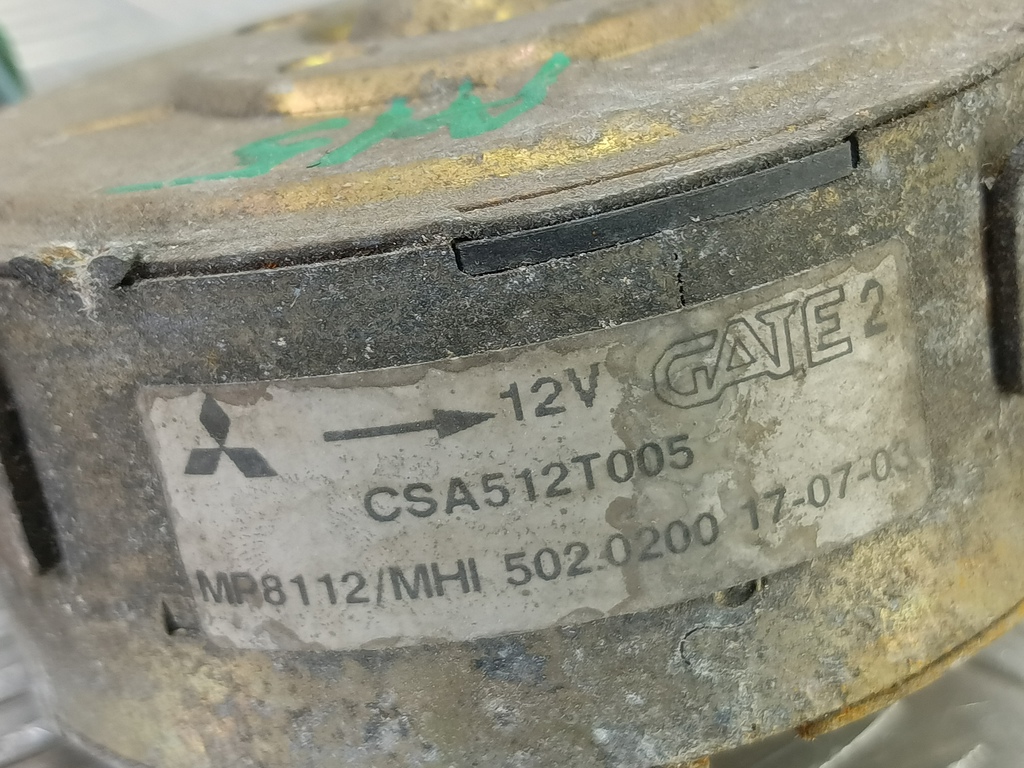 12V GATE 2
CSA512T005
MP8112/MHI 502.0200 17-07-03